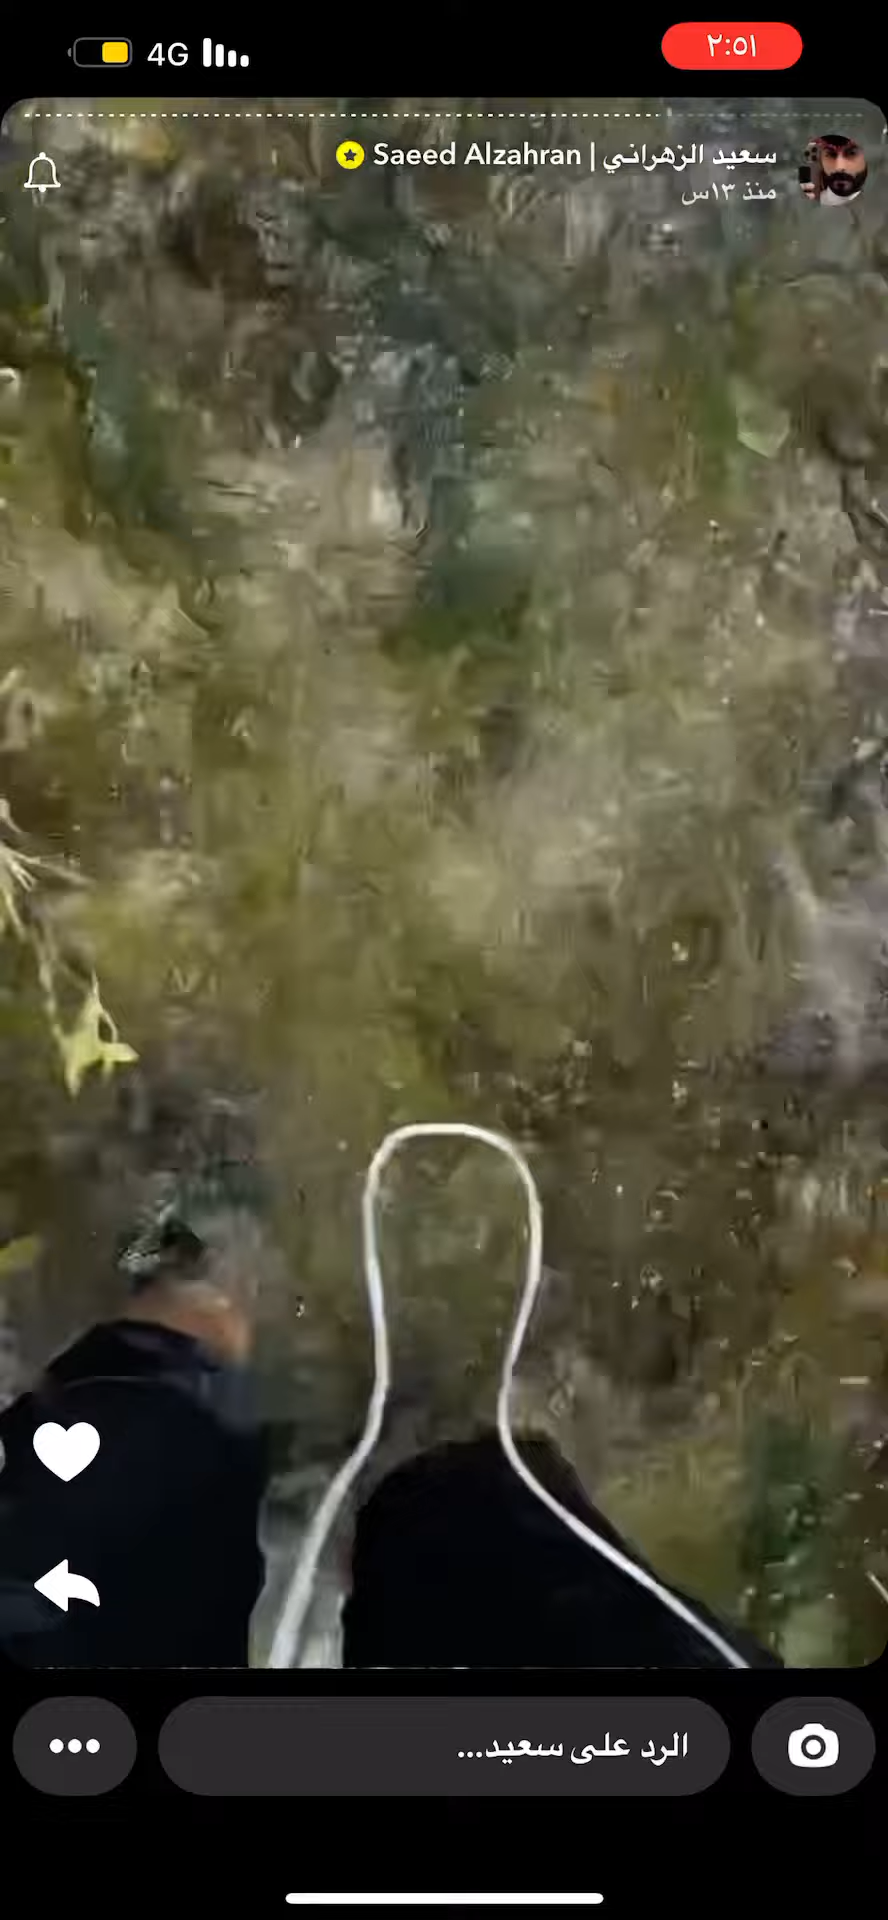 4G
٢:٥١
سعيد الزهراني | Saeed Alzahran
منذ ١٣س
الرد على سعيد...